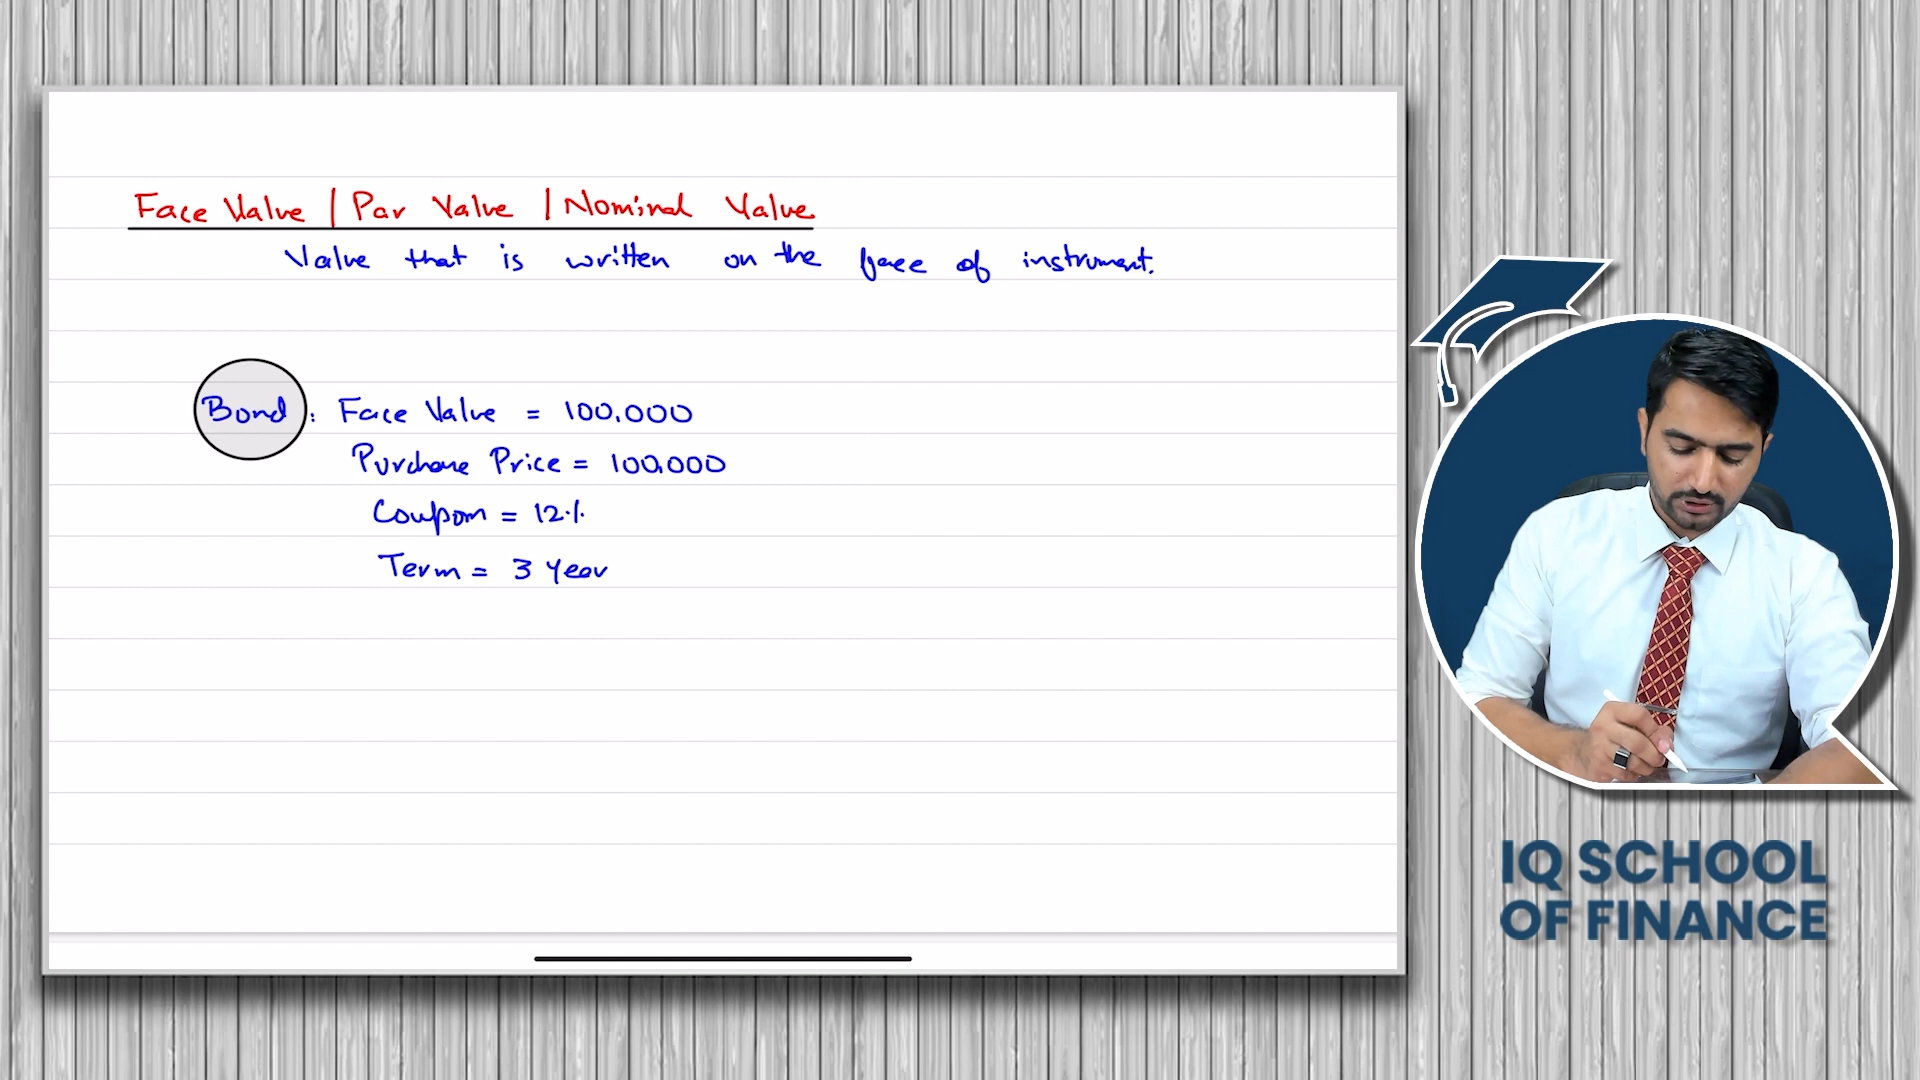 Face Value | Par Value | Nominal Value
Value that is written on the face of instrument.
Bond: Face Value = 100,000
Purchase Price = 100,000
Coupon = 12%
Term = 3 Year
IQ SCHOOL
OF FINANCE